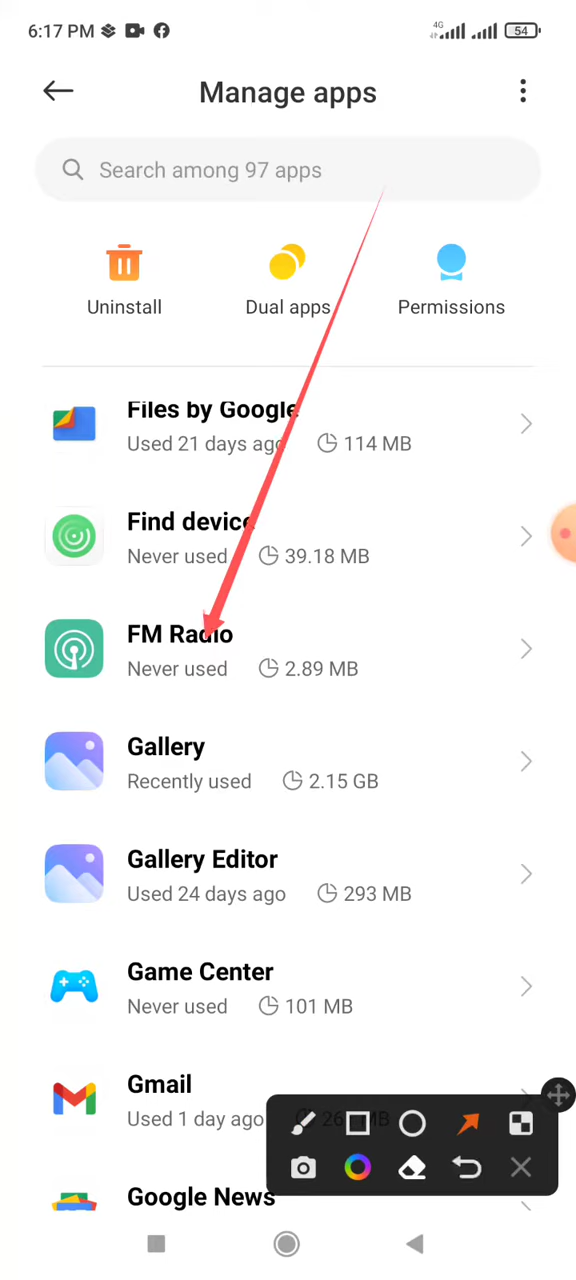 6:17 PM
4G
54
Manage apps
Search among 97 apps
Uninstall
Dual apps
Permissions
Files by Google
Used 21 days ago 114 MB
Find device
Never used 39.18 MB
FM Radio
Never used 2.89 MB
Gallery
Recently used 2.15 GB
Gallery Editor
Used 24 days ago 293 MB
Game Center
Never used 101 MB
Gmail
Used 1 day ago MB
Google News